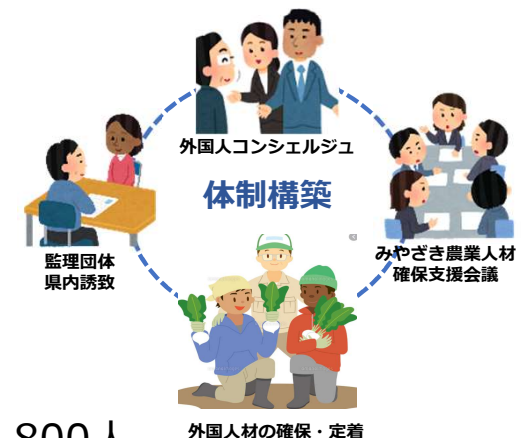 外国人コンシェルジュ
体制構築
監理団体
県内誘致
みやざき農業人材
確保支援会議
800人
外国人材の確保・定着